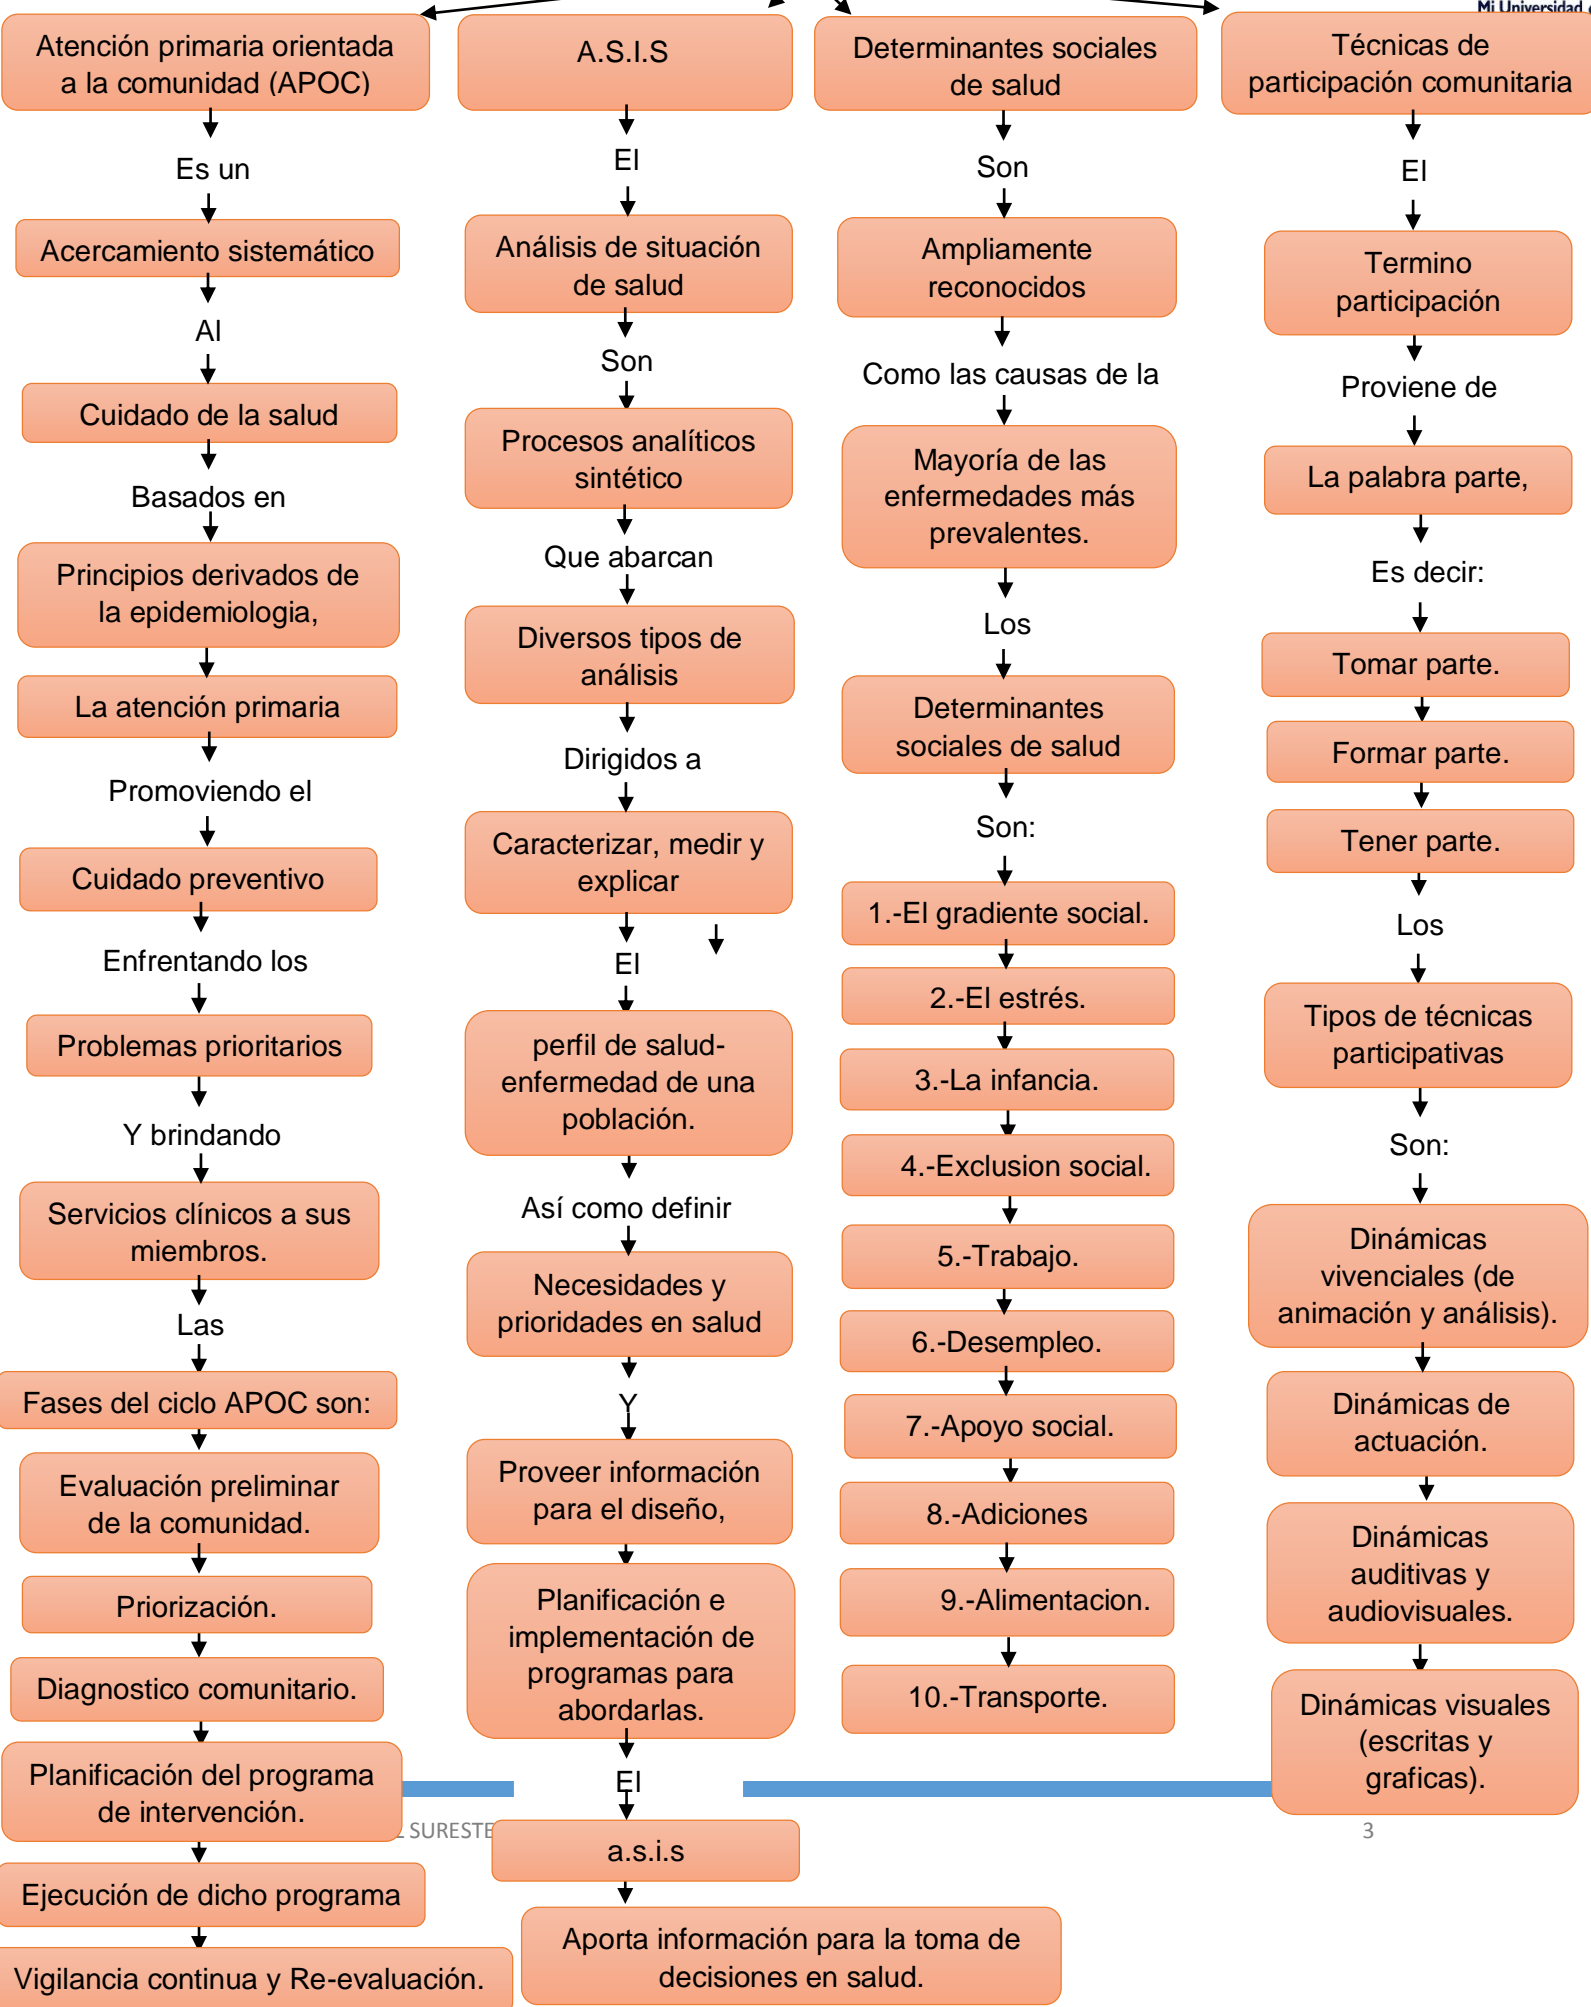 Mi Universidad
Atención primaria orientada
a la comunidad (APOC)
Es un
Acercamiento sistemático
Al
Cuidado de la salud
Basados en
Principios derivados de
la epidemiologia,
La atención primaria
Promoviendo el
Cuidado preventivo
Enfrentando los
Problemas prioritarios
Y brindando
Servicios clínicos a sus
miembros.
Las
Fases del ciclo APOC son:
Evaluación preliminar
de la comunidad.
Priorización.
Diagnostico comunitario.
Planificación del programa
de intervención.
Ejecución de dicho programa
Vigilancia continua y Re-evaluación.
A.S.I.S
El
Análisis de situación
de salud
Son
Procesos analíticos
sintético
Que abarcan
Diversos tipos de
análisis
Dirigidos a
Caracterizar, medir y
explicar
El
perfil de salud-
enfermedad de una
población.
Así como definir
Necesidades y
prioridades en salud
Y
Proveer información
para el diseño,
Planificación e
implementación de
programas para
abordarlas.
El
a.s.i.s
Aporta información para la toma de
decisiones en salud.
Determinantes sociales
de salud
Son
Ampliamente
reconocidos
Como las causas de la
Mayoría de las
enfermedades más
prevalentes.
Los
Determinantes
sociales de salud
Son:
1.-El gradiente social.
2.-El estrés.
3.-La infancia.
4.-Exclusion social.
5.-Trabajo.
6.-Desempleo.
7.-Apoyo social.
8.-Adiciones
9.-Alimentacion.
10.-Transporte.
Técnicas de
participación comunitaria
El
Termino
participación
Proviene de
La palabra parte,
Es decir:
Tomar parte.
Formar parte.
Tener parte.
Los
Tipos de técnicas
participativas
Son:
Dinámicas
vivenciales (de
animación y análisis).
Dinámicas de
actuación.
Dinámicas
auditivas y
audiovisuales.
Dinámicas visuales
(escritas y
graficas).
SURESTE
3